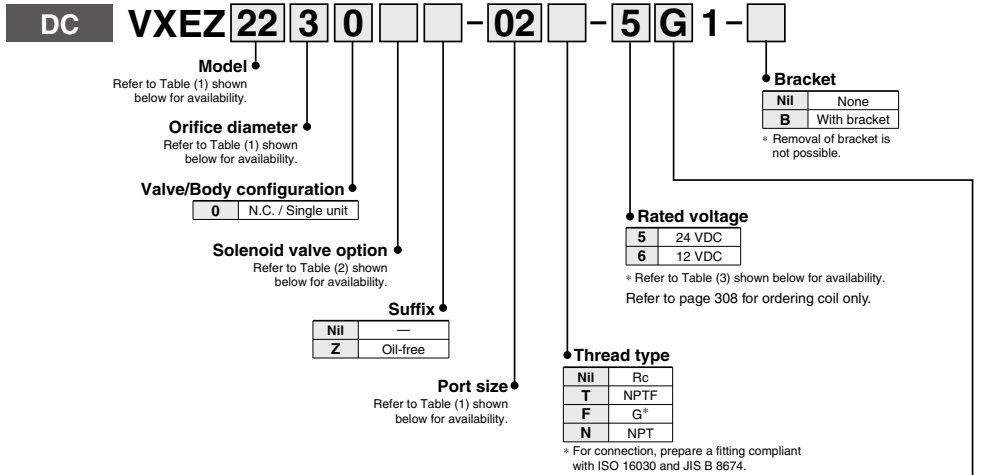 DC
VXEZ 22 3 0 - 02 - 5 G 1 -
Model
Refer to Table (1) shown
below for availability.
Orifice diameter
Refer to Table (1) shown
below for availability.
Valve/Body configuration
0 N.C. / Single unit
Solenoid valve option
Refer to Table (2) shown
below for availability.
Suffix
Nil —
Z Oil-free
Port size
Refer to Table (1) shown
below for availability.
Thread type
Nil Rc
T NPTF
F G*
N NPT
* For connection, prepare a fitting compliant
with ISO 16030 and JIS B 8674.
Rated voltage
5 24 VDC
6 12 VDC
* Refer to Table (3) shown below for availability.
Refer to page 308 for ordering coil only.
Bracket
Nil None
B With bracket
* Removal of bracket is
not possible.